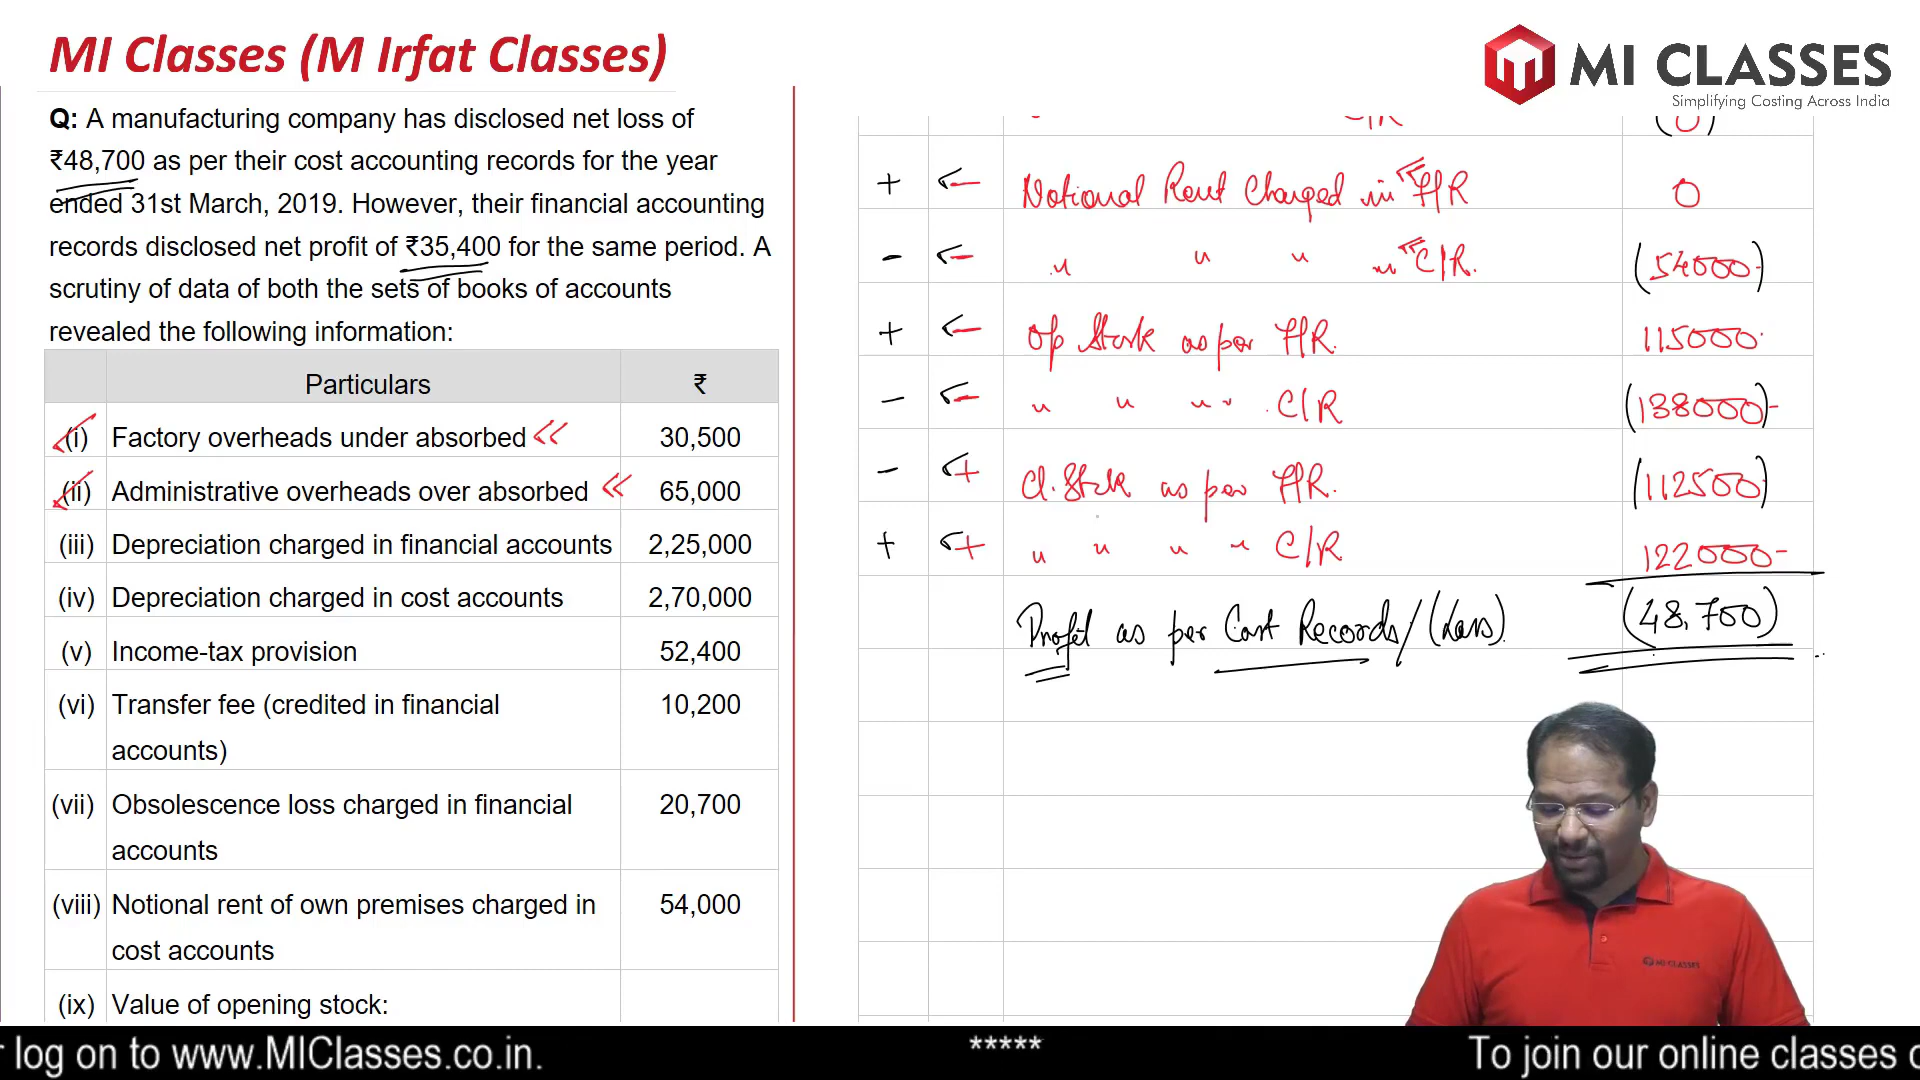 MI Classes (M Irfat Classes)
MI CLASSES
Simplifying Costing Across India
Q: A manufacturing company has disclosed net loss of
₹48,700 as per their cost accounting records for the year
ended 31st March, 2019. However, their financial accounting
records disclosed net profit of ₹35,400 for the same period. A
scrutiny of data of both the sets of books of accounts
revealed the following information:
Particulars ₹
(i) Factory overheads under absorbed 30,500
(ii) Administrative overheads over absorbed 65,000
(iii) Depreciation charged in financial accounts 2,25,000
(iv) Depreciation charged in cost accounts 2,70,000
(v) Income-tax provision 52,400
(vi) Transfer fee (credited in financial 10,200
accounts)
(vii) Obsolescence loss charged in financial 20,700
accounts
(viii) Notional rent of own premises charged in 54,000
cost accounts
(ix) Value of opening stock:
C/R (0)
+ ← Notional Rent Charged in F/R 0
- ← " " " " C/R. (54000)
+ ← Op Stock as per F/R. 115000
- ← " " " " C/R (138000)
- + Cl. Stock as per F/R. (112500)
+ + " " " " C/R 122000
Profit as per Cost Records/(Loss). (48,700)
MI CLASSES
log on to www.MIClasses.co.in.
*****
To join our online classes